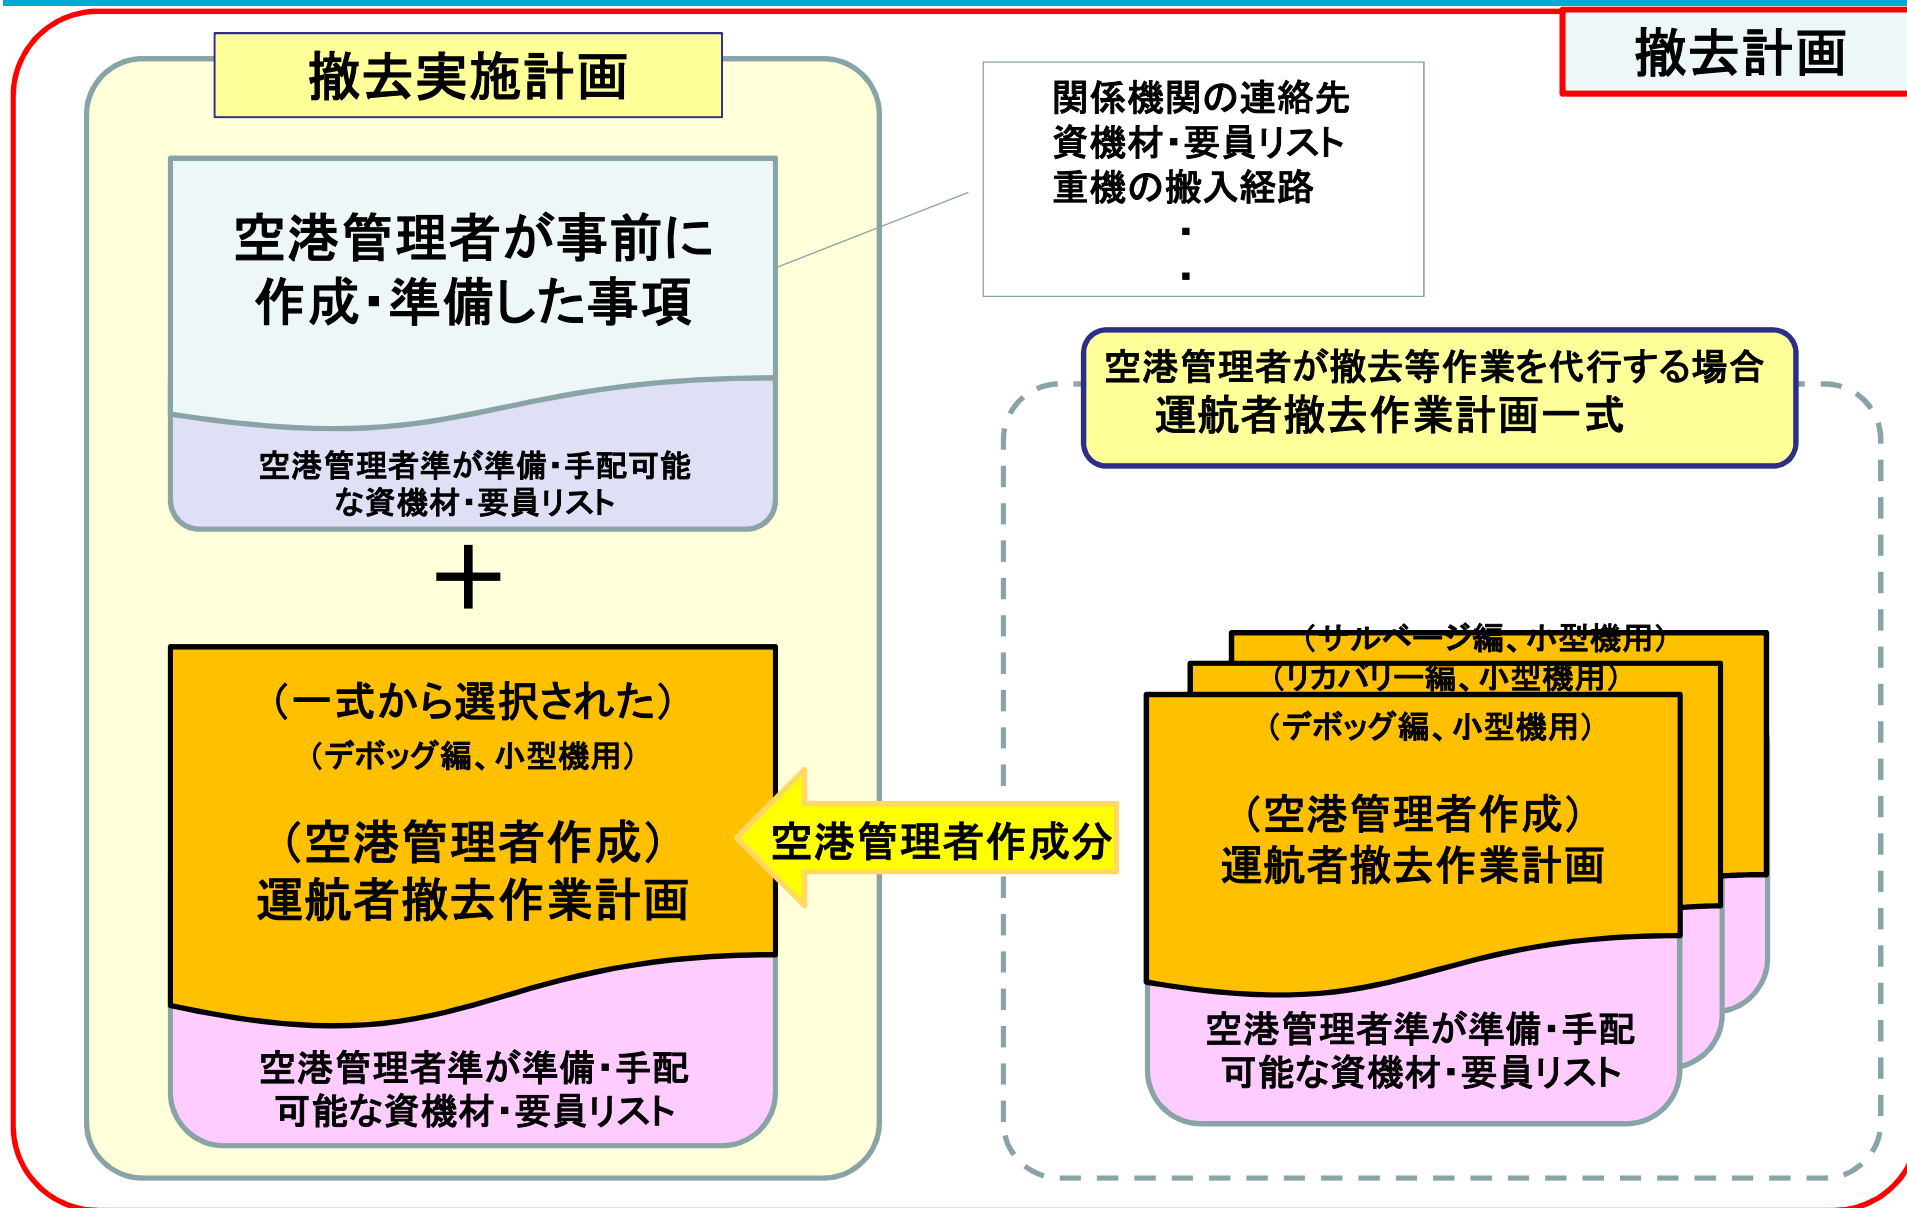 撤去計画
撤去実施計画
関係機関の連絡先
資機材・要員リスト
重機の搬入経路
・
・
空港管理者が事前に
作成・準備した事項
空港管理者準が準備・手配可能
な資機材・要員リスト
＋
（一式から選択された）
（デボッグ編、小型機用）
（空港管理者作成）
運航者撤去作業計画
空港管理者準が準備・手配
可能な資機材・要員リスト
空港管理者作成分
空港管理者が撤去等作業を代行する場合
運航者撤去作業計画一式
（サルベージ編、小型機用）
（リカバリー編、小型機用）
（デボッグ編、小型機用）
（空港管理者作成）
運航者撤去作業計画
空港管理者準が準備・手配
可能な資機材・要員リスト